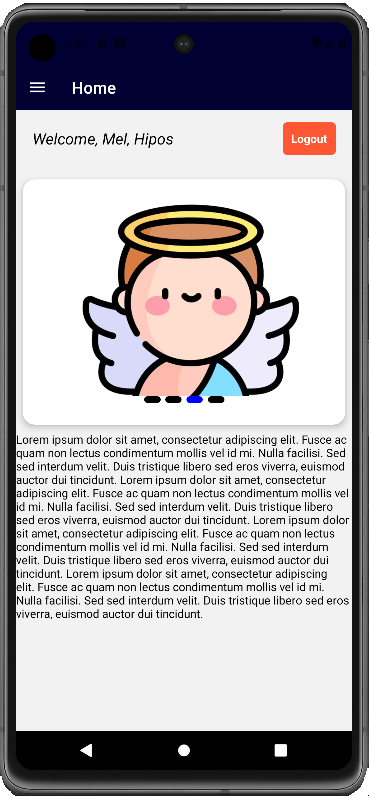 Home
Welcome, Mel, Hipos
Logout
Lorem ipsum dolor sit amet, consectetur adipiscing elit. Fusce ac
quam non lectus condimentum mollis vel id mi. Nulla facilisi. Sed
sed interdum velit. Duis tristique libero sed eros viverra, euismod
auctor dui tincidunt. Lorem ipsum dolor sit amet, consectetur
adipiscing elit. Fusce ac quam non lectus condimentum mollis vel
id mi. Nulla facilisi. Sed sed interdum velit. Duis tristique libero
sed eros viverra, euismod auctor dui tincidunt. Lorem ipsum dolor
sit amet, consectetur adipiscing elit. Fusce ac quam non lectus
condimentum mollis vel id mi. Nulla facilisi. Sed sed interdum
velit. Duis tristique libero sed eros viverra, euismod auctor dui
tincidunt. Lorem ipsum dolor sit amet, consectetur adipiscing
elit. Fusce ac quam non lectus condimentum mollis vel id mi.
Nulla facilisi. Sed sed interdum velit. Duis tristique libero sed eros
viverra, euismod auctor dui tincidunt.